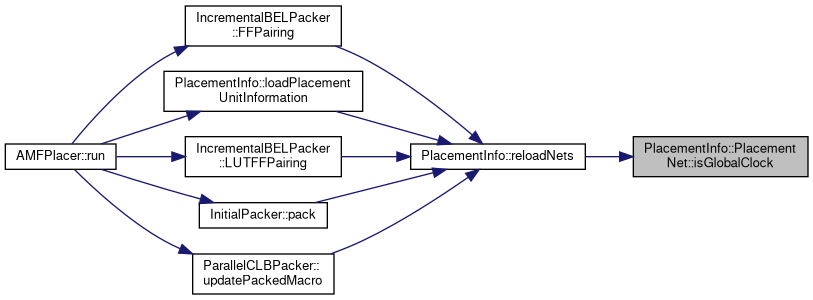 IncrementalBELPacker
::FFPairing
PlacementInfo::loadPlacement
UnitInformation
AMFPlacer::run
IncrementalBELPacker
::LUTFFPairing
PlacementInfo::reloadNets
PlacementInfo::Placement
Net::isGlobalClock
InitialPacker::pack
ParallelCLBPacker::
updatePackedMacro